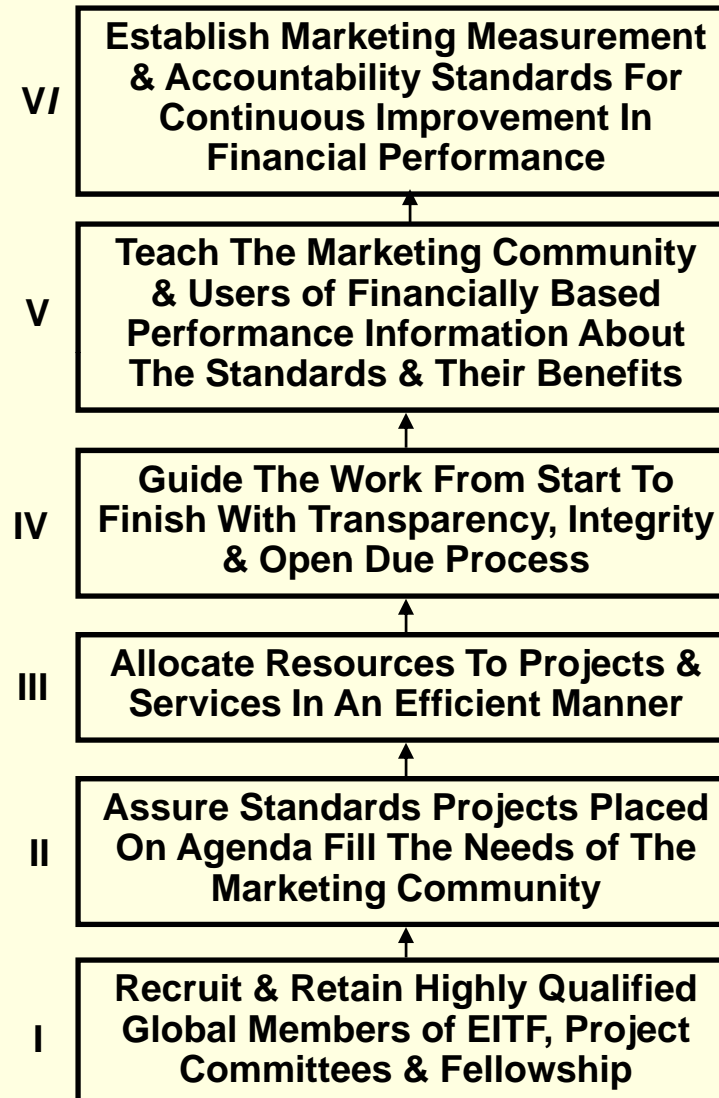 VI
Establish Marketing Measurement
& Accountability Standards For
Continuous Improvement In
Financial Performance
V
Teach The Marketing Community
& Users of Financially Based
Performance Information About
The Standards & Their Benefits
IV
Guide The Work From Start To
Finish With Transparency, Integrity
& Open Due Process
III
Allocate Resources To Projects &
Services In An Efficient Manner
II
Assure Standards Projects Placed
On Agenda Fill The Needs of The
Marketing Community
I
Recruit & Retain Highly Qualified
Global Members of EITF, Project
Committees & Fellowship